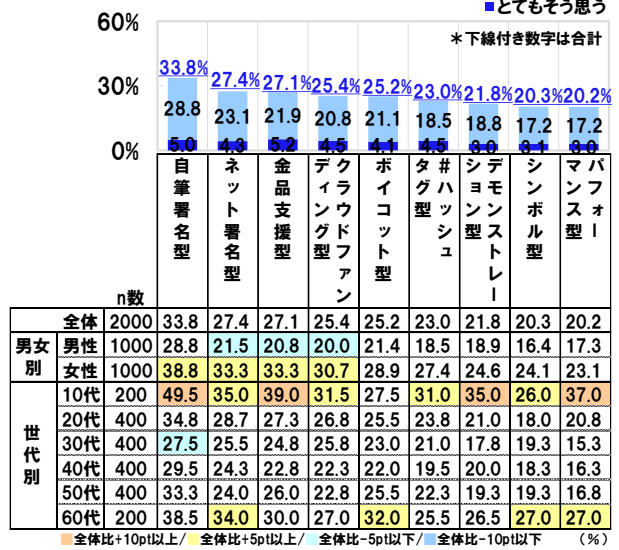 ■とてもそう思う
60%
＊下線付き数字は合計
33.8% 27.4% 27.1% 25.4% 25.2% 23.0% 21.8% 20.3% 20.2%
30%
28.8 23.1 21.9 20.8 21.1 18.5 18.8 17.2 17.2
5.0 4.3 5.2 4.5 4.1 4.5 3.0 3.1 3.0
0%
自筆署名型
ネット署名型
金品支援型
クラウドファン
ディング型
ボイコット型
#ハッシュ
タグ型
デモンストレー
ション型
シンボル型
パフォー
マンス型
n数
全体 2000 33.8 27.4 27.1 25.4 25.2 23.0 21.8 20.3 20.2
男女別
男性 1000 28.8 21.5 20.8 20.0 21.4 18.5 18.9 16.4 17.3
女性 1000 38.8 33.3 33.3 30.7 28.9 27.4 24.6 24.1 23.1
世代別
10代 200 49.5 35.0 39.0 31.5 27.5 31.0 35.0 26.0 37.0
20代 400 34.8 28.7 27.3 26.8 25.5 23.8 21.0 18.0 20.8
30代 400 27.5 25.5 24.8 25.8 23.0 21.0 17.8 19.3 15.3
40代 400 29.5 24.3 22.8 22.3 22.0 19.5 20.0 18.3 16.3
50代 400 33.3 24.0 26.0 22.8 25.5 22.3 19.3 19.3 16.8
60代 200 38.5 34.0 30.0 27.0 32.0 25.5 26.5 27.0 27.0
■全体比+10pt以上/ ■全体比+5pt以上/ ■全体比-5pt以下/ ■全体比-10pt以下 （%）